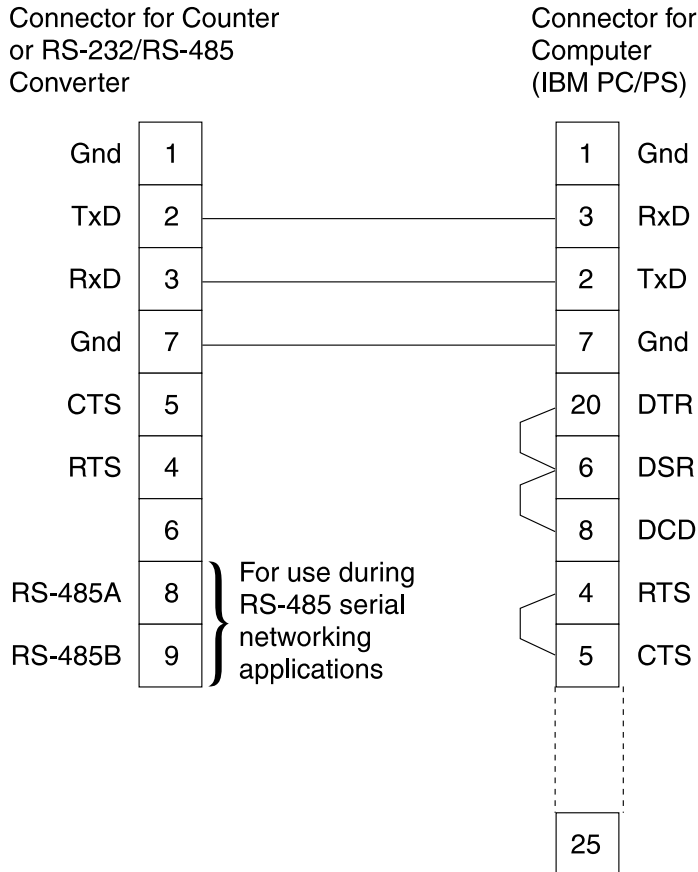 Connector for Counter
or RS-232/RS-485
Converter
Connector for
Computer
(IBM PC/PS)
Gnd 1
TxD 2
RxD 3
Gnd 7
CTS 5
RTS 4
6
RS-485A 8
RS-485B 9
For use during
RS-485 serial
networking
applications
1 Gnd
3 RxD
2 TxD
7 Gnd
20 DTR
6 DSR
8 DCD
4 RTS
5 CTS
25